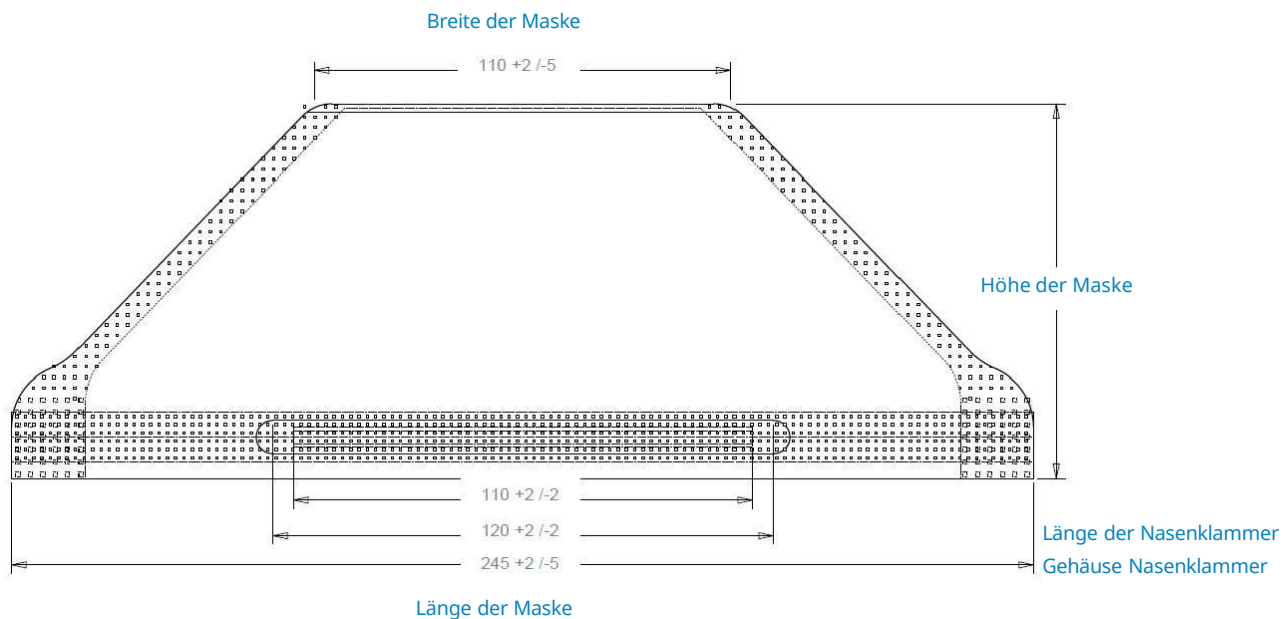 Breite der Maske
110 +2 /-5
Höhe der Maske
110 +2 /-2
120 +2 /-2
Länge der Nasenklammer
245 +2 /-5
Gehäuse Nasenklammer
Länge der Maske